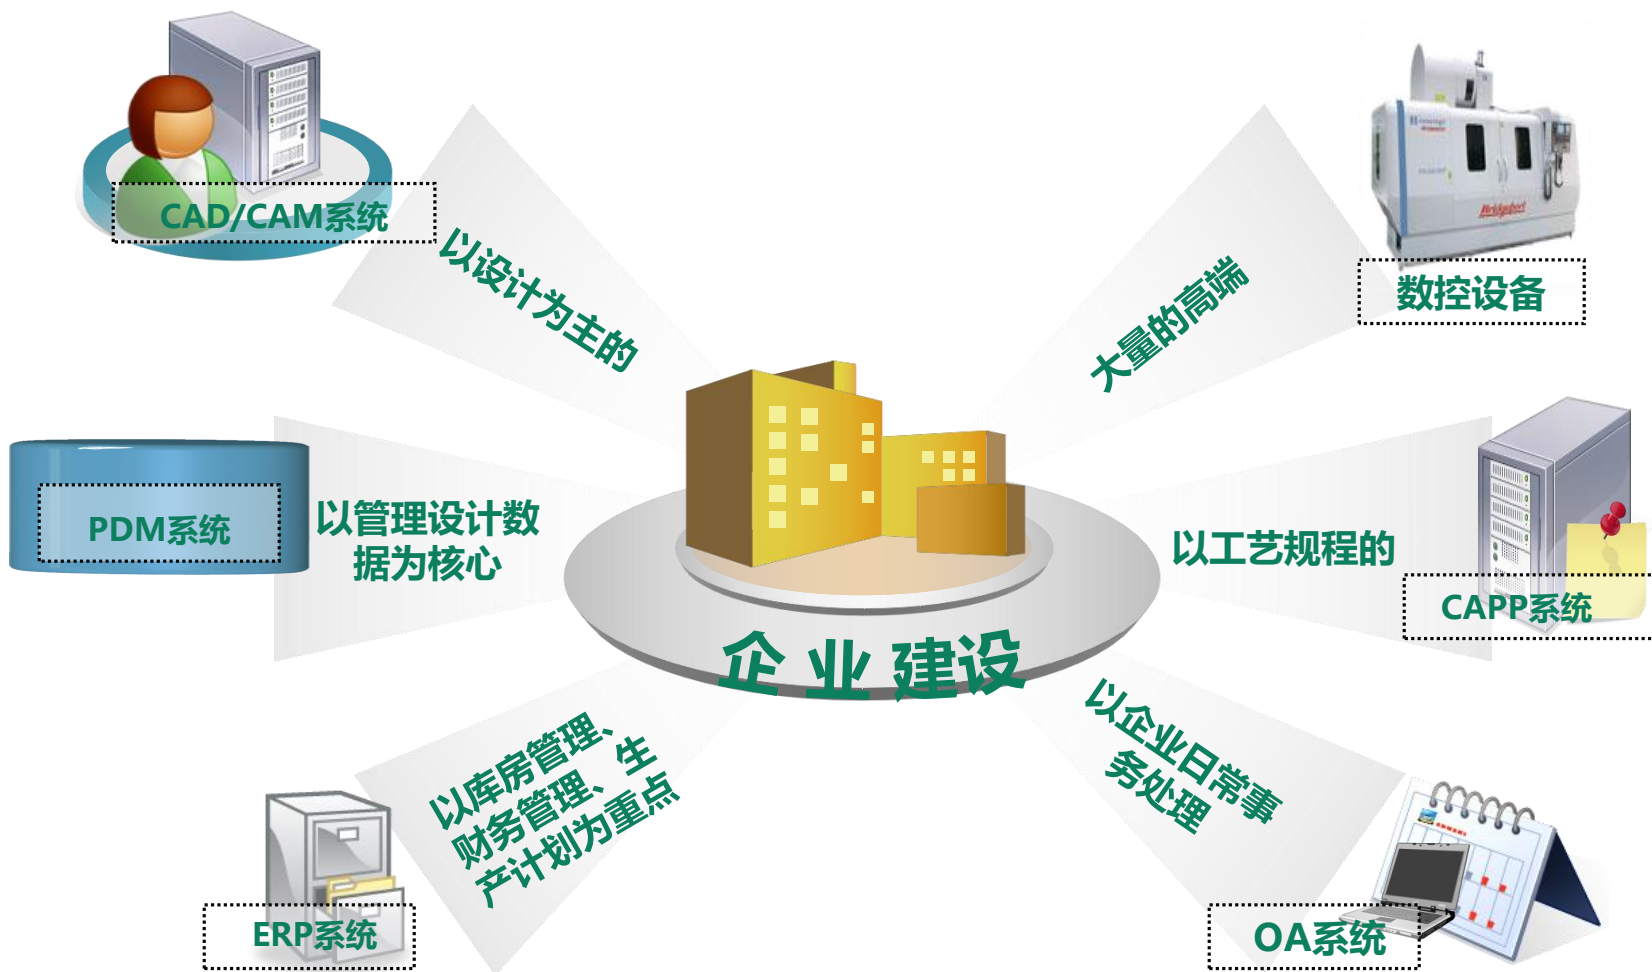 CAD/CAM系统
以设计为主的
大量的高端
Bridgeport
数控设备
PDM系统
以管理设计数
据为核心
以工艺规程的
CAPP系统
企业建设
以库房管理、
财务管理、生
产计划为重点
ERP系统
以企业日常事
务处理
OA系统